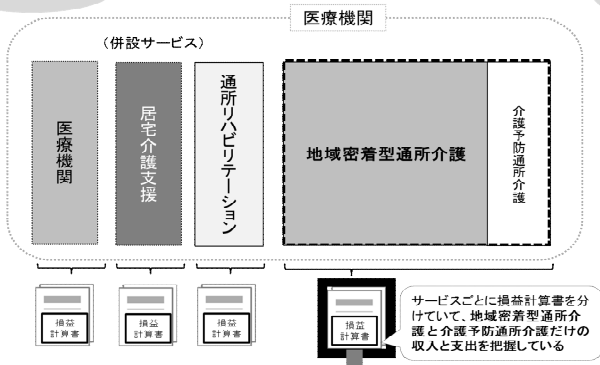 医療機関
（併設サービス）
医療機関
居宅介護支援
通所リハビリテーション
地域密着型通所介護
介護予防通所介護
損益
計算書
損益
計算書
損益
計算書
損益
計算書
サービスごとに損益計算書を分
けていて、地域密着型通所介
護と介護予防通所介護だけの
収入と支出を把握している